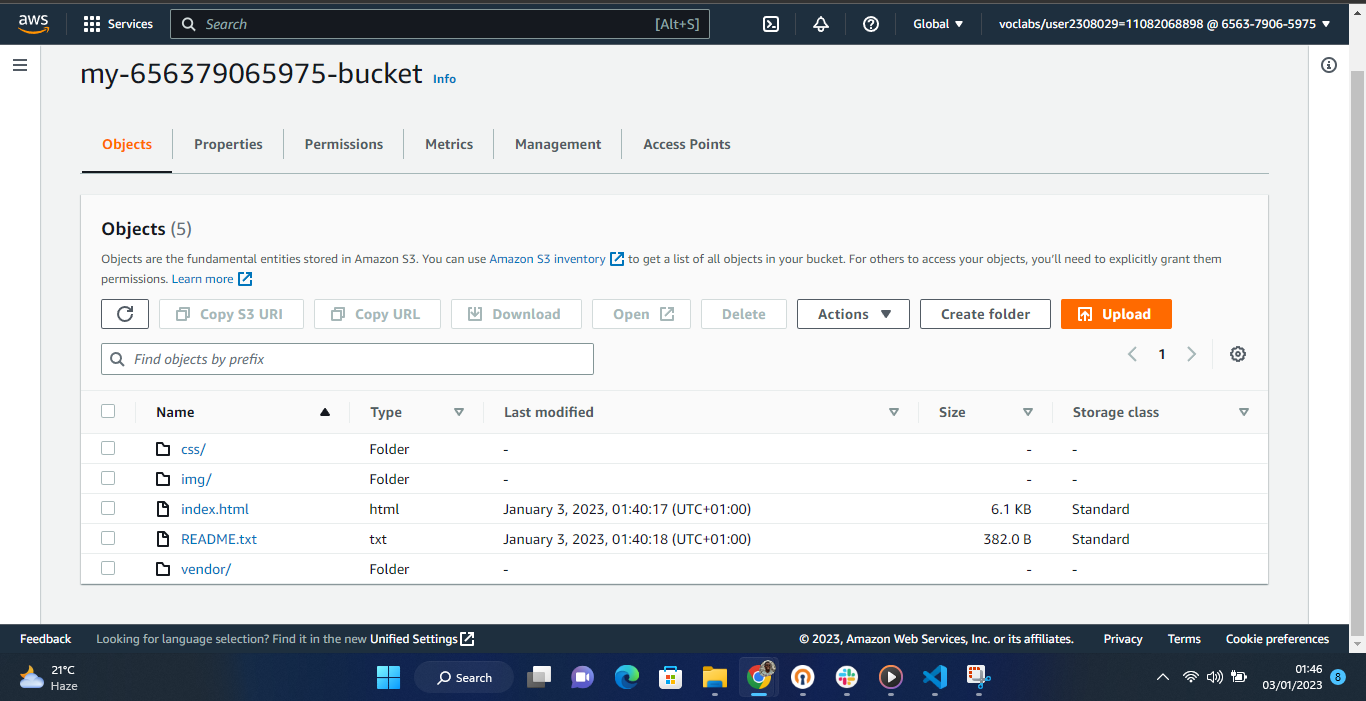 aws Services Search [Alt+S] Global voclabs/user2308029=11082068898 @ 6563-7906-5975
my-656379065975-bucket Info
Objects Properties Permissions Metrics Management Access Points
Objects (5)
Objects are the fundamental entities stored in Amazon S3. You can use Amazon S3 inventory to get a list of all objects in your bucket. For others to access your objects, you'll need to explicitly grant them
permissions. Learn more
Copy S3 URI Copy URL Download Open Delete Actions Create folder Upload
Find objects by prefix 1
Name Type Last modified Size Storage class
css/ Folder - - -
img/ Folder - - -
index.html html January 3, 2023, 01:40:17 (UTC+01:00) 6.1 KB Standard
README.txt txt January 3, 2023, 01:40:18 (UTC+01:00) 382.0 B Standard
vendor/ Folder - - -
Feedback Looking for language selection? Find it in the new Unified Settings © 2023, Amazon Web Services, Inc. or its affiliates. Privacy Terms Cookie preferences
21°C 01:46
Search
Haze 03/01/2023 8